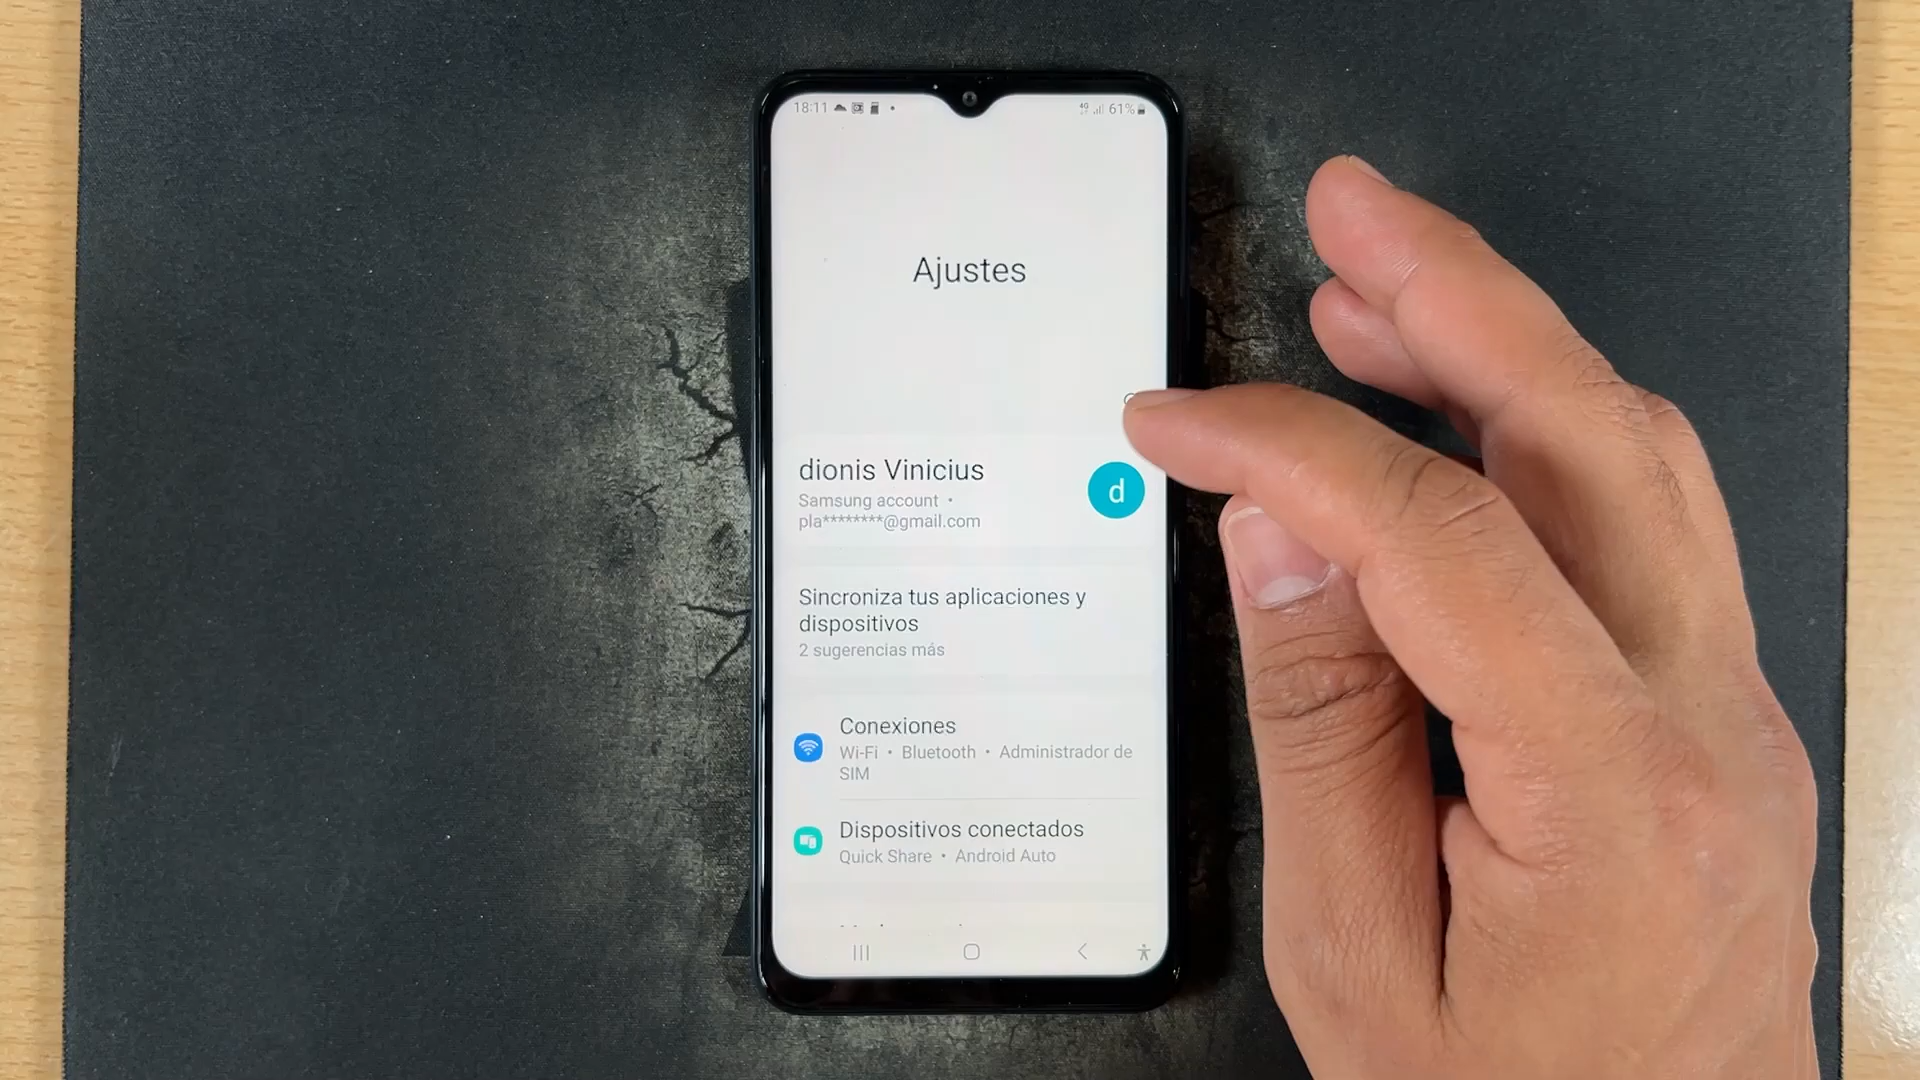 18:11
4G
61%
Ajustes
dionis Vinicius
Samsung account •
pla********@gmail.com
d
Sincroniza tus aplicaciones y
dispositivos
2 sugerencias más
Conexiones
Wi-Fi • Bluetooth • Administrador de
SIM
Dispositivos conectados
Quick Share • Android Auto